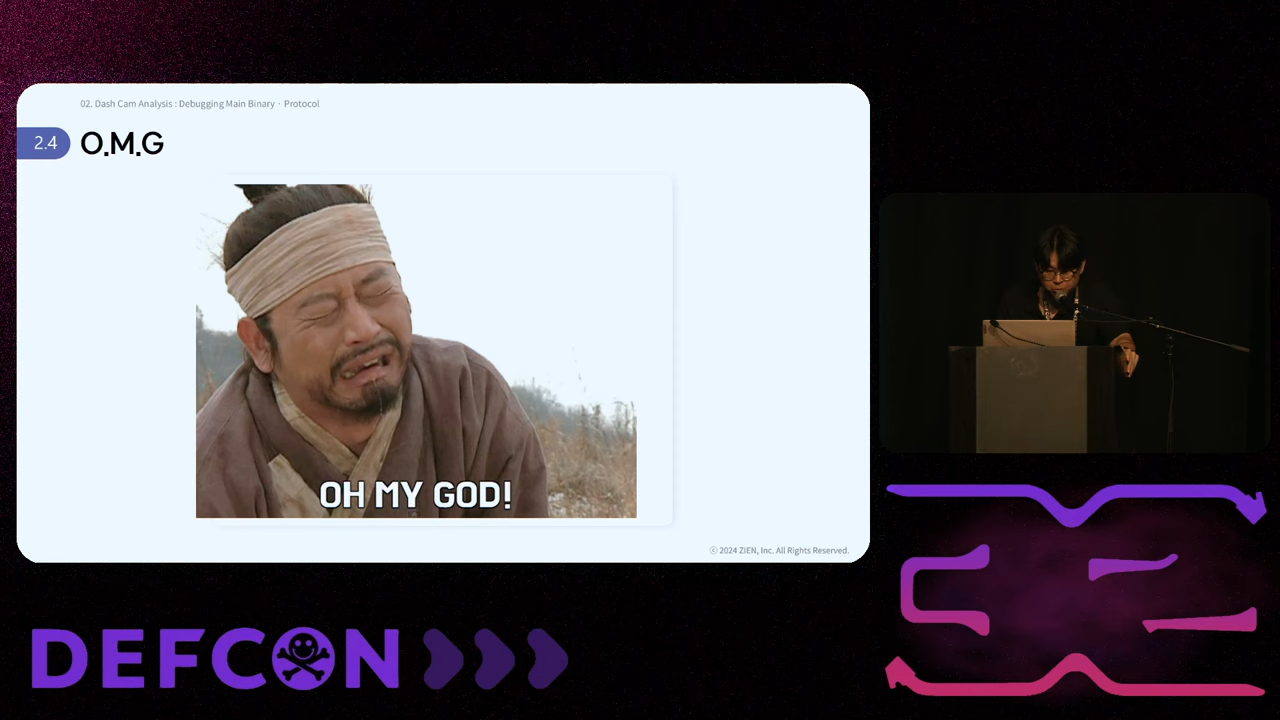 02. Dash Cam Analysis : Debugging Main Binary · Protocol
2.4 O.M.G
OH MY GOD!
ⓒ 2024 ZIEN, Inc. All Rights Reserved.
DEFCON